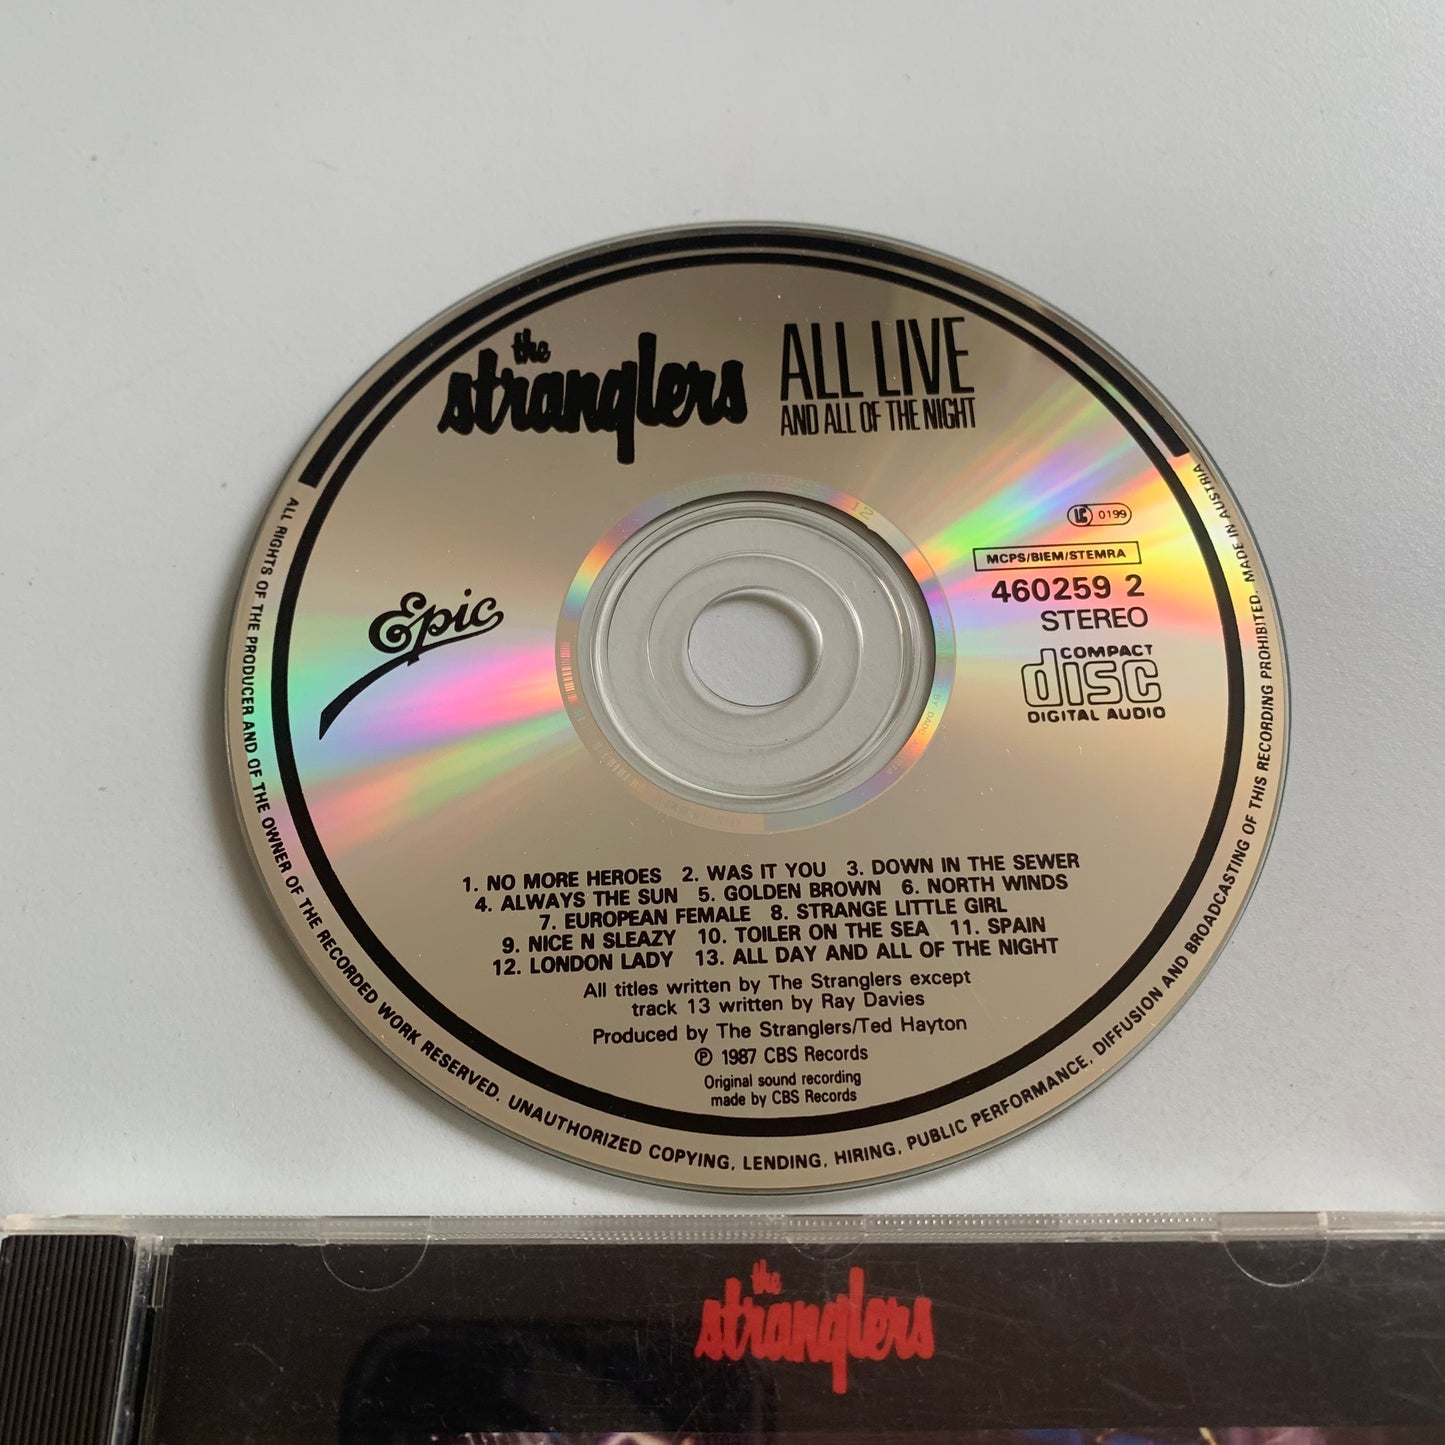 the
stranglers
ALL LIVE
AND ALL OF THE NIGHT
LC 0199
MCPS/BIEM/STEMRA
460259 2
STEREO
Epic
COMPACT
disc
DIGITAL AUDIO
1. NO MORE HEROES 2. WAS IT YOU 3. DOWN IN THE SEWER
4. ALWAYS THE SUN 5. GOLDEN BROWN 6. NORTH WINDS
7. EUROPEAN FEMALE 8. STRANGE LITTLE GIRL
9. NICE N SLEAZY 10. TOILER ON THE SEA 11. SPAIN
12. LONDON LADY 13. ALL DAY AND ALL OF THE NIGHT
All titles written by The Stranglers except
track 13 written by Ray Davies
Produced by The Stranglers/Ted Hayton
℗ 1987 CBS Records
Original sound recording
made by CBS Records
ALL RIGHTS OF THE PRODUCER AND OF THE OWNER OF THE RECORDED WORK RESERVED. UNAUTHORIZED COPYING, LENDING, HIRING, PUBLIC PERFORMANCE, DIFFUSION AND BROADCASTING OF THIS RECORDING PROHIBITED. MADE IN AUSTRIA
12
the
stranglers